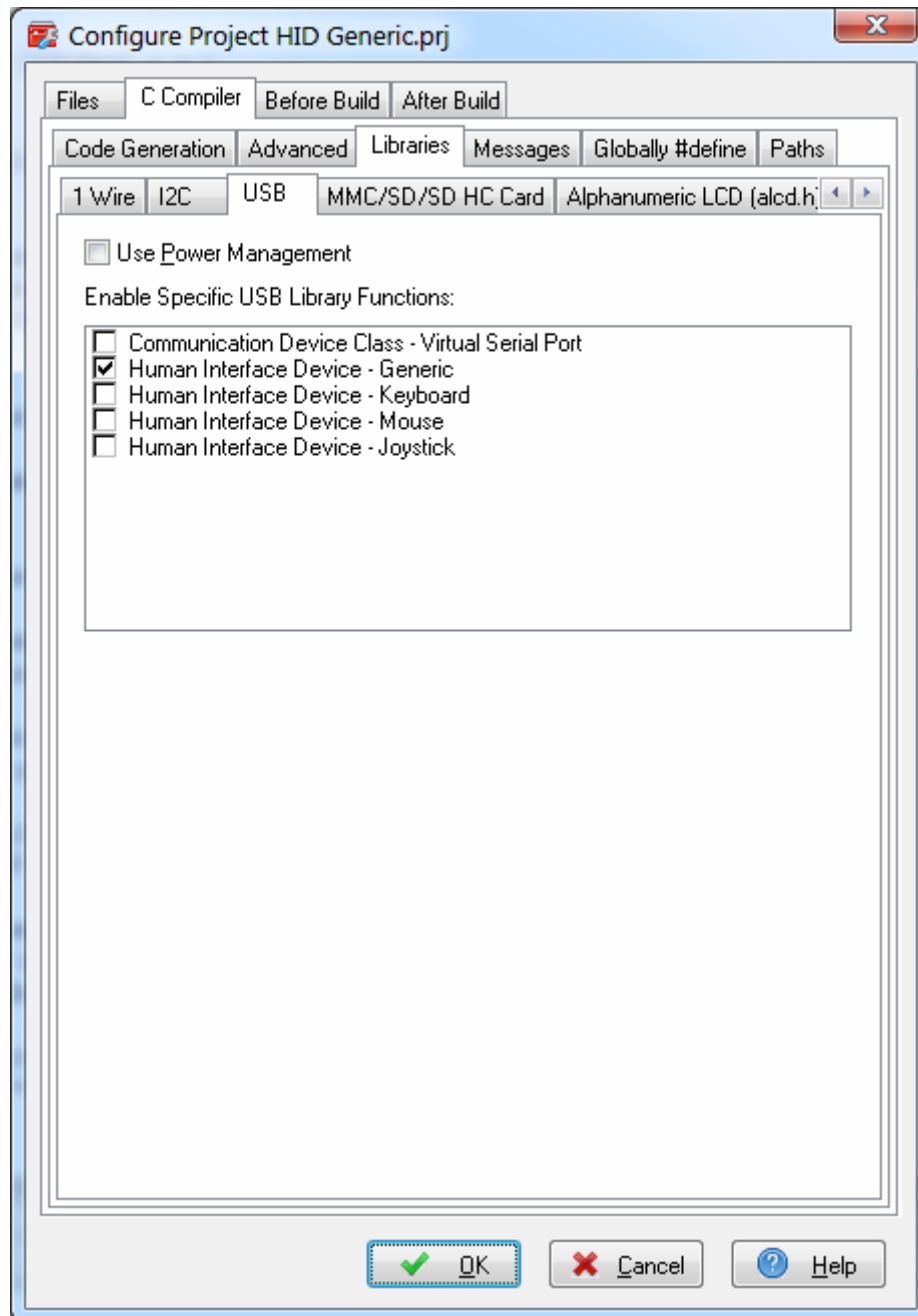 Configure Project HID Generic.prj
Files C Compiler Before Build After Build
Code Generation Advanced Libraries Messages Globally #define Paths
1 Wire I2C USB MMC/SD/SD HC Card Alphanumeric LCD (alcd.h)
Use Power Management
Enable Specific USB Library Functions:
Communication Device Class - Virtual Serial Port
Human Interface Device - Generic
Human Interface Device - Keyboard
Human Interface Device - Mouse
Human Interface Device - Joystick
OK Cancel Help